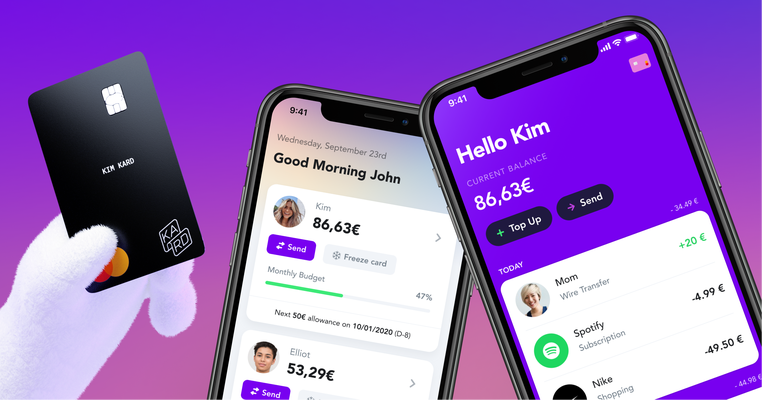 KIM KARD
KARD
9:41
Wednesday, September 23rd
Good Morning John
Kim
86,63€
Send
Freeze card
Monthly Budget
47%
Next 50€ allowance on 10/01/2020 (D-8)
Elliot
53,29€
Send
9:41
Hello Kim
CURRENT BALANCE
86,63€
Top Up
Send
TODAY
- 34.49 €
Mom
Wire Transfer
+20 €
Spotify
Subscription
-4.99 €
Nike
Shopping
-49.50 €
- 44.98 €